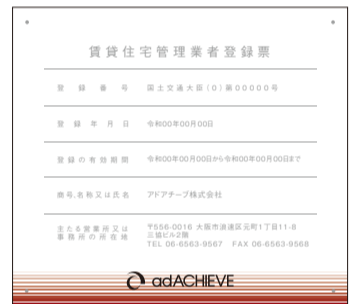 賃貸住宅管理業者登録票
登録番号 国土交通大臣(0)第00000号
登録年月日 令和00年00月00日
登録の有効期間 令和00年00月00日から令和00年00月00日まで
商号,名称又は氏名 アドアチーブ株式会社
主たる営業所又は 〒556-0016 大阪市浪速区元町1丁目11-8
事務所の所在地 三協ビル2階
TEL 06-6563-9567 FAX 06-6563-9568
adACHIEVE